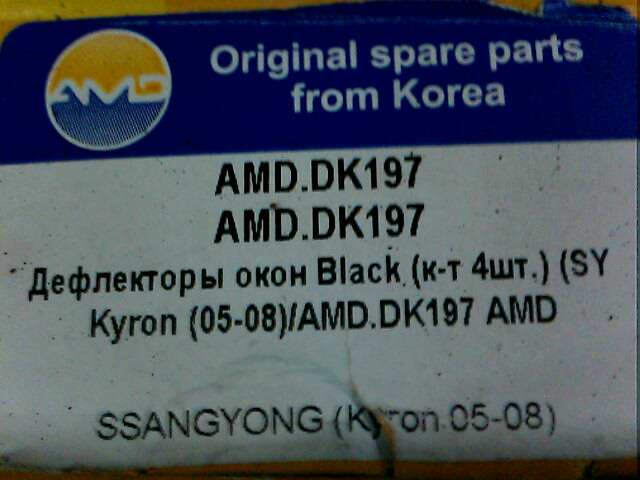 AMD
Original spare parts
from Korea
AMD.DK197
AMD.DK197
Дефлекторы окон Black (к-т 4шт.) (SY
Kyron (05-08)/AMD.DK197 AMD
SSANGYONG (Kyron 05-08)